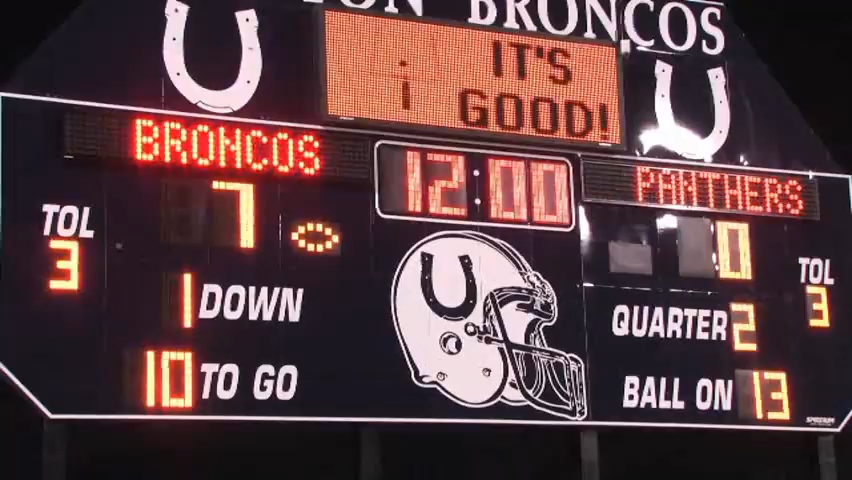 BRONCOS
IT'S
GOOD!
BRONCOS 12:00 PANTHERS
TOL 7 0 TOL
3 3
1 DOWN QUARTER 2
10 TO GO BALL ON 13